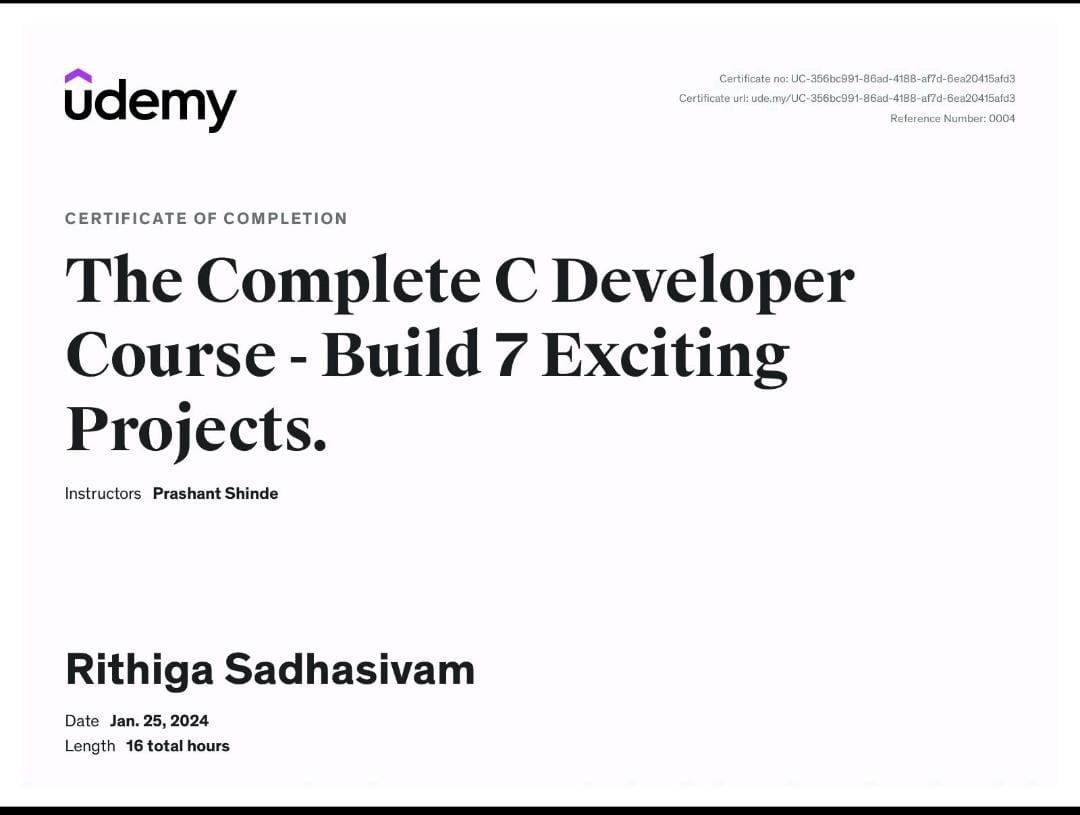 udemy
Certificate no: UC-356bc991-86ad-4188-af7d-6ea20415afd3
Certificate url: ude.my/UC-356bc991-86ad-4188-af7d-6ea20415afd3
Reference Number: 0004
CERTIFICATE OF COMPLETION
The Complete C Developer
Course - Build 7 Exciting
Projects.
Instructors Prashant Shinde
Rithiga Sadhasivam
Date Jan. 25, 2024
Length 16 total hours